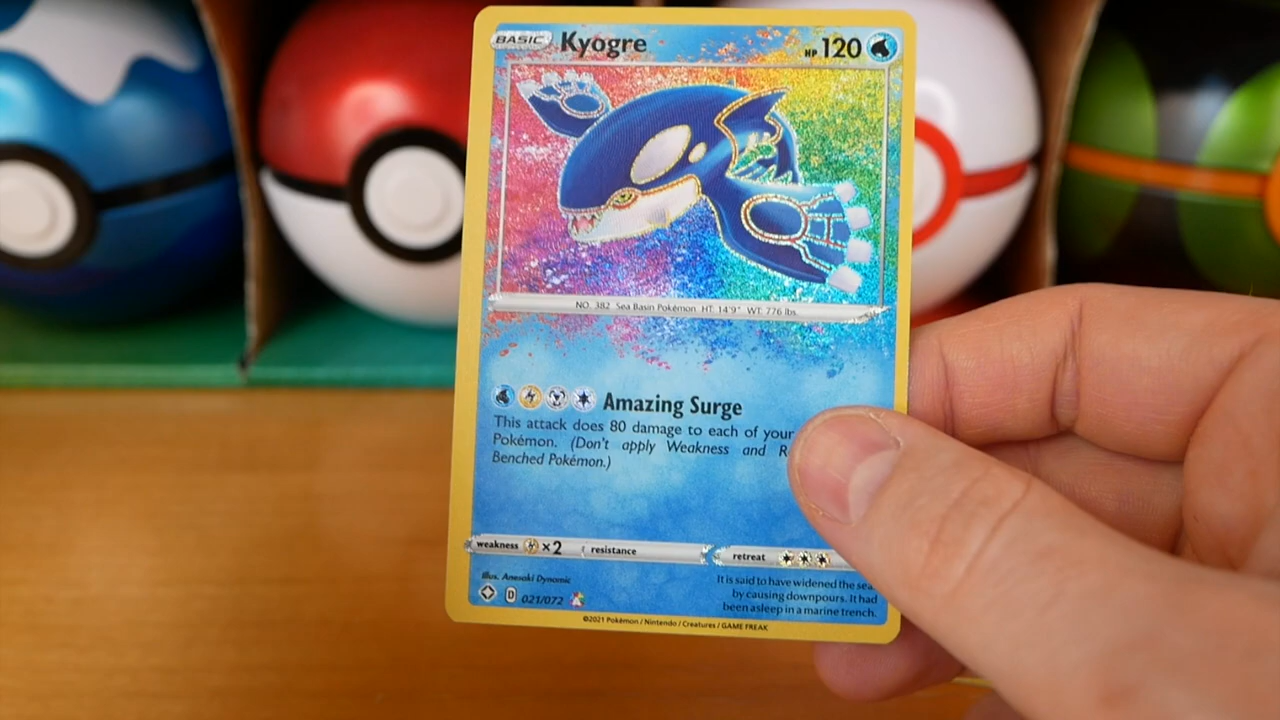 BASIC Kyogre HP 120
NO. 382 Sea Basin Pokémon HT: 14'9" WT: 776 lbs.
Amazing Surge
This attack does 80 damage to each of your
Pokémon. (Don't apply Weakness and R
Benched Pokémon.)
weakness ×2 resistance retreat
Illus. Anesaki Dynamic
D 021/072
It is said to have widened the sea
by causing downpours. It had
been asleep in a marine trench.
©2021 Pokémon / Nintendo / Creatures / GAME FREAK